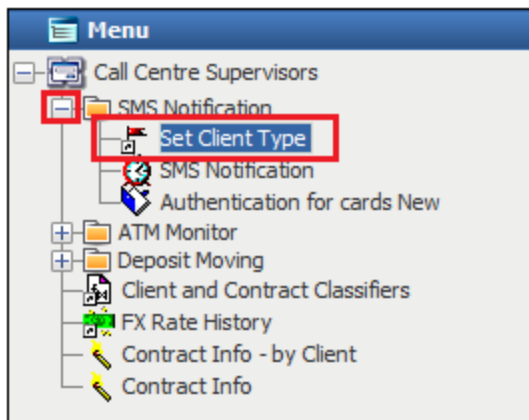 Menu
Call Centre Supervisors
SMS Notification
Set Client Type
SMS Notification
Authentication for cards New
ATM Monitor
Deposit Moving
Client and Contract Classifiers
FX Rate History
Contract Info - by Client
Contract Info